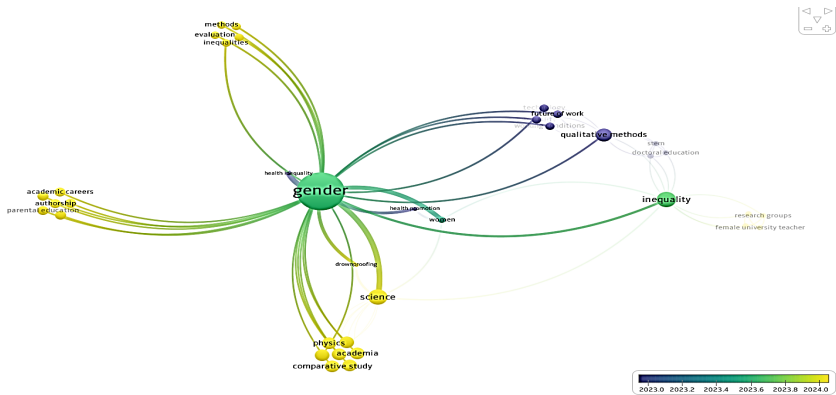 methods
evaluation
inequalities
future of work
qualitative methods
stem
doctoral education
health inequality
gender
academic careers
authorship
parental education
health promotion
women
inequality
research groups
female university teacher
drownproofing
science
physics
academia
comparative study
2023.0 2023.2 2023.4 2023.6 2023.8 2024.0